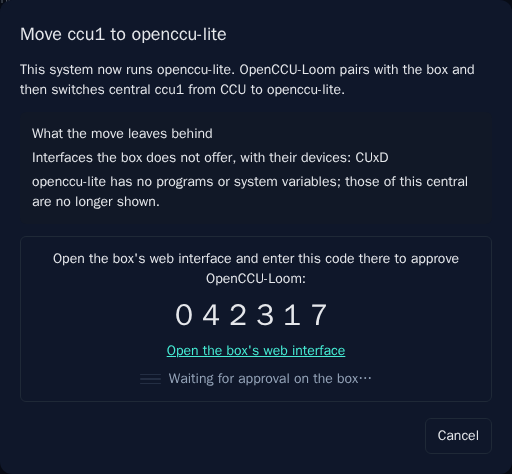 Move ccu1 to openccu-lite
This system now runs openccu-lite. OpenCCU-Loom pairs with the box and
then switches central ccu1 from CCU to openccu-lite.
What the move leaves behind
Interfaces the box does not offer, with their devices: CUxD
openccu-lite has no programs or system variables; those of this central
are no longer shown.
Open the box's web interface and enter this code there to approve
OpenCCU-Loom:
042317
Open the box's web interface
Waiting for approval on the box…
Cancel